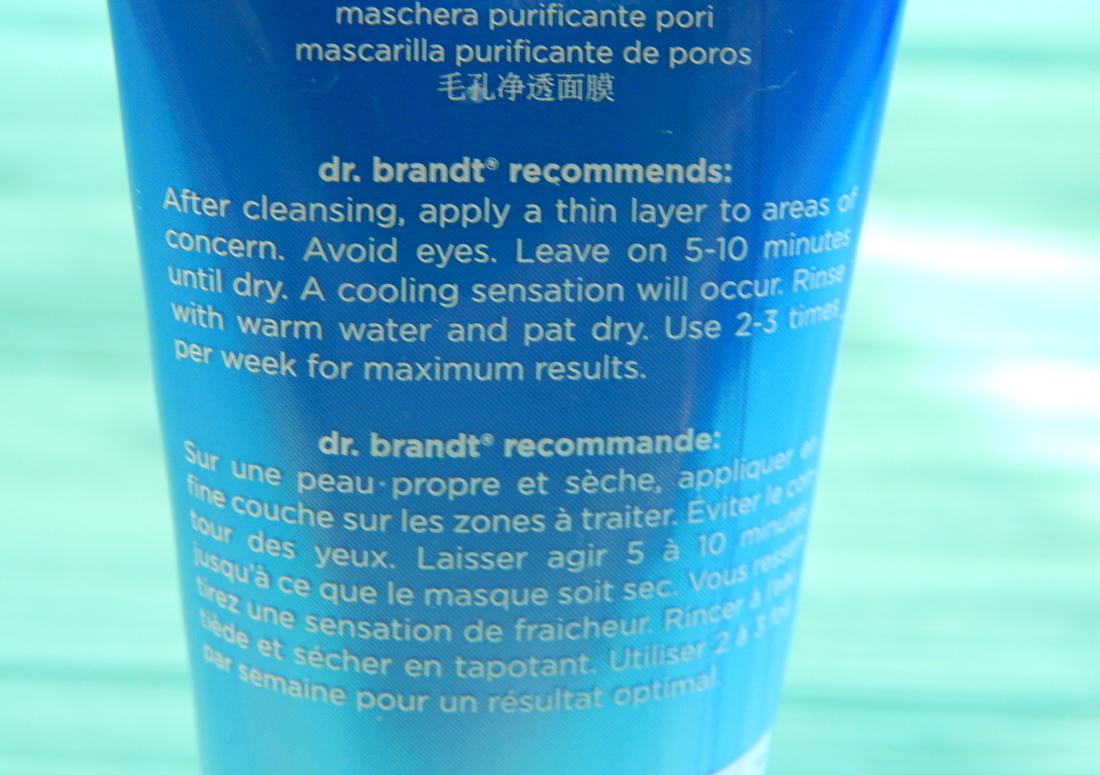 maschera purificante pori
mascarilla purificante de poros
毛孔净透面膜
dr. brandt® recommends:
After cleansing, apply a thin layer to areas of
concern. Avoid eyes. Leave on 5-10 minutes
until dry. A cooling sensation will occur. Rinse
with warm water and pat dry. Use 2-3 times
per week for maximum results.
dr. brandt® recommande:
Sur une peau propre et sèche, appliquer en
fine couche sur les zones à traiter. Eviter le con-
tour des yeux. Laisser agir 5 à 10 minutes
jusqu'à ce que le masque soit sec. Vous ressen-
tirez une sensation de fraicheur. Rincer à l'eau
tiède et sécher en tapotant. Utiliser 2 à 3 fois
par semaine pour un résultat optimal.